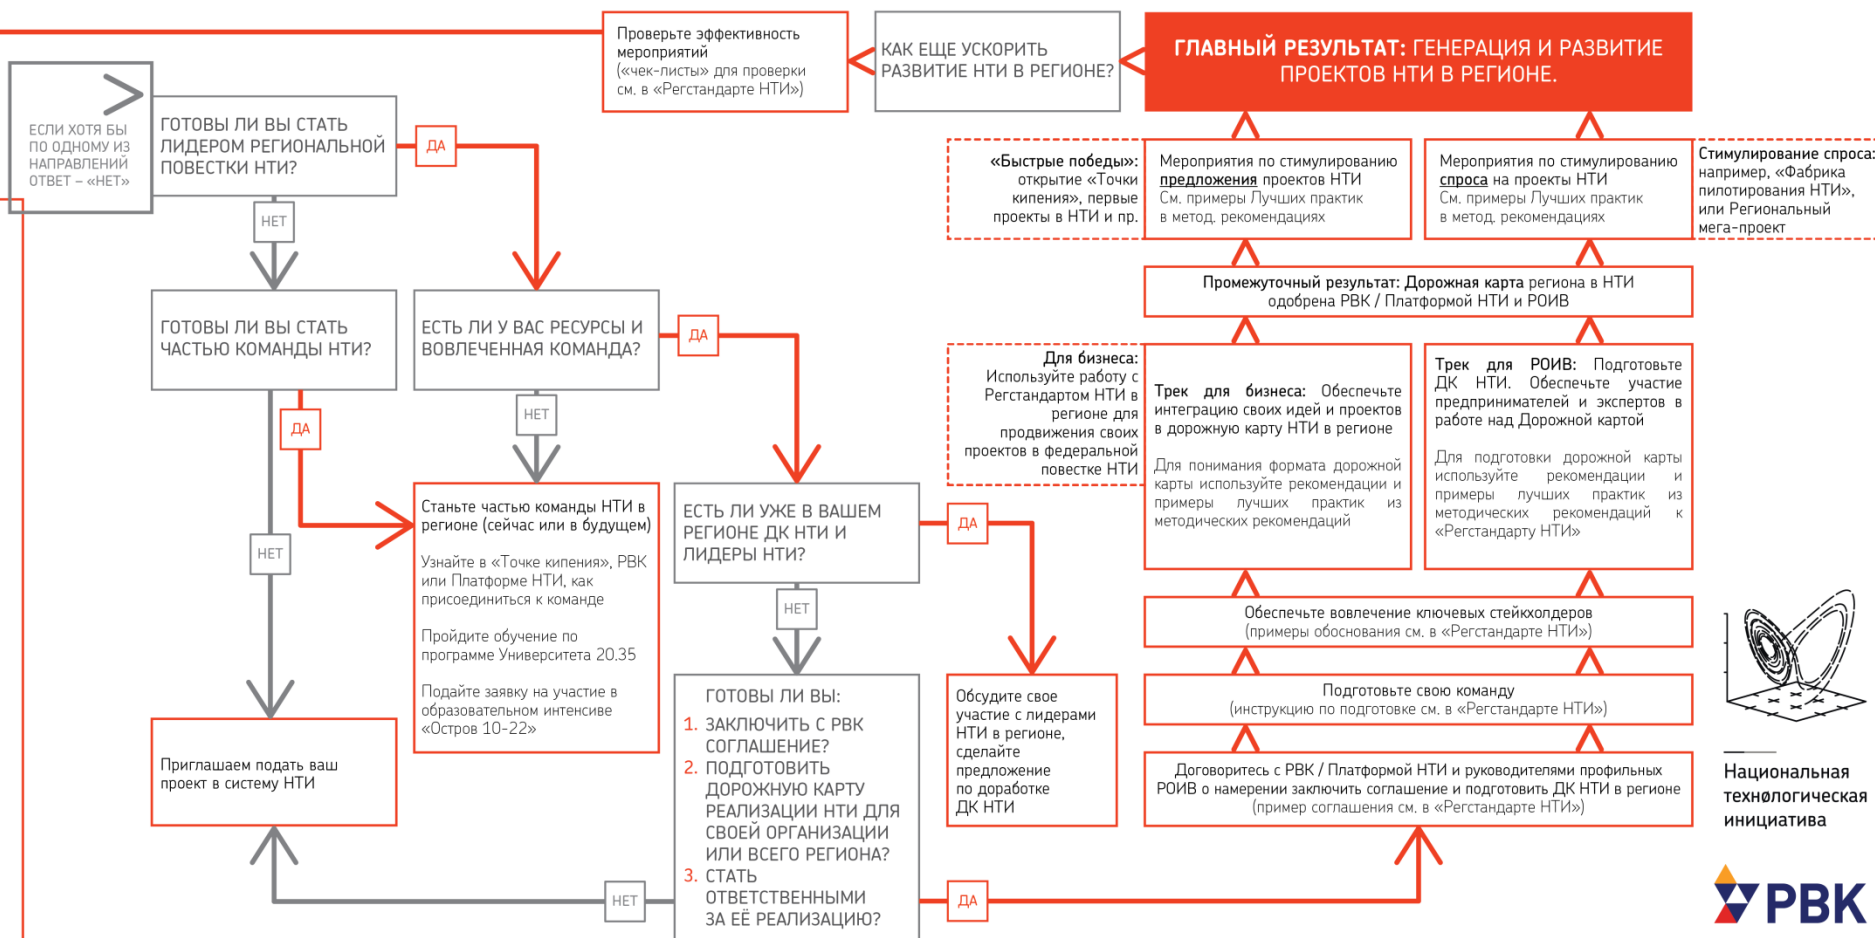 Проверьте эффективность
мероприятий
(«чек-листы» для проверки
см. в «Регстандарте НТИ»)
КАК ЕЩЕ УСКОРИТЬ
РАЗВИТИЕ НТИ В РЕГИОНЕ?
ГЛАВНЫЙ РЕЗУЛЬТАТ: ГЕНЕРАЦИЯ И РАЗВИТИЕ
ПРОЕКТОВ НТИ В РЕГИОНЕ.
ЕСЛИ ХОТЯ БЫ
ПО ОДНОМУ ИЗ
НАПРАВЛЕНИЙ
ОТВЕТ – «НЕТ»
ГОТОВЫ ЛИ ВЫ СТАТЬ
ЛИДЕРОМ РЕГИОНАЛЬНОЙ
ПОВЕСТКИ НТИ?
ДА
НЕТ
«Быстрые победы»:
открытие «Точки
кипения», первые
проекты в НТИ и пр.
Мероприятия по стимулированию
предложения проектов НТИ
См. примеры Лучших практик
в метод. рекомендациях
Мероприятия по стимулированию
спроса на проекты НТИ
См. примеры Лучших практик
в метод. рекомендациях
Стимулирование спроса:
например, «Фабрика
пилотирования НТИ»,
или Региональный
мега-проект
Промежуточный результат: Дорожная карта региона в НТИ
одобрена РВК / Платформой НТИ и РОИВ
ГОТОВЫ ЛИ ВЫ СТАТЬ
ЧАСТЬЮ КОМАНДЫ НТИ?
ЕСТЬ ЛИ У ВАС РЕСУРСЫ И
ВОВЛЕЧЕННАЯ КОМАНДА?
ДА
ДА
НЕТ
НЕТ
Для бизнеса:
Используйте работу с
Регстандартом НТИ в
регионе для
продвижения своих
проектов в федеральной
повестке НТИ
Трек для бизнеса: Обеспечьте
интеграцию своих идей и проектов
в дорожную карту НТИ в регионе
Для понимания формата дорожной
карты используйте рекомендации и
примеры лучших практик из
методических рекомендаций
Трек для РОИВ: Подготовьте
ДК НТИ. Обеспечьте участие
предпринимателей и экспертов в
работе над Дорожной картой
Для подготовки дорожной карты
используйте рекомендации и
примеры лучших практик из
методических рекомендаций к
«Регстандарту НТИ»
Станьте частью команды НТИ в
регионе (сейчас или в будущем)
Узнайте в «Точке кипения», РВК
или Платформе НТИ, как
присоединиться к команде
Пройдите обучение по
программе Университета 20.35
Подайте заявку на участие в
образовательном интенсиве
«Остров 10-22»
ЕСТЬ ЛИ УЖЕ В ВАШЕМ
РЕГИОНЕ ДК НТИ И
ЛИДЕРЫ НТИ?
ДА
НЕТ
Обеспечьте вовлечение ключевых стейкхолдеров
(примеры обоснования см. в «Регстандарте НТИ»)
Подготовьте свою команду
(инструкцию по подготовке см. в «Регстандарте НТИ»)
Договоритесь с РВК / Платформой НТИ и руководителями профильных
РОИВ о намерении заключить соглашение и подготовить ДК НТИ в регионе
(пример соглашения см. в «Регстандарте НТИ»)
Приглашаем подать ваш
проект в систему НТИ
ГОТОВЫ ЛИ ВЫ:
1. ЗАКЛЮЧИТЬ С РВК
СОГЛАШЕНИЕ?
2. ПОДГОТОВИТЬ
ДОРОЖНУЮ КАРТУ
РЕАЛИЗАЦИИ НТИ ДЛЯ
СВОЕЙ ОРГАНИЗАЦИИ
ИЛИ ВСЕГО РЕГИОНА?
3. СТАТЬ
ОТВЕТСТВЕННЫМИ
ЗА ЕЁ РЕАЛИЗАЦИЮ?
НЕТ
ДА
Обсудите свое
участие с лидерами
НТИ в регионе,
сделайте
предложение
по доработке
ДК НТИ
Национальная
технøлогическая
инициатива
РВК